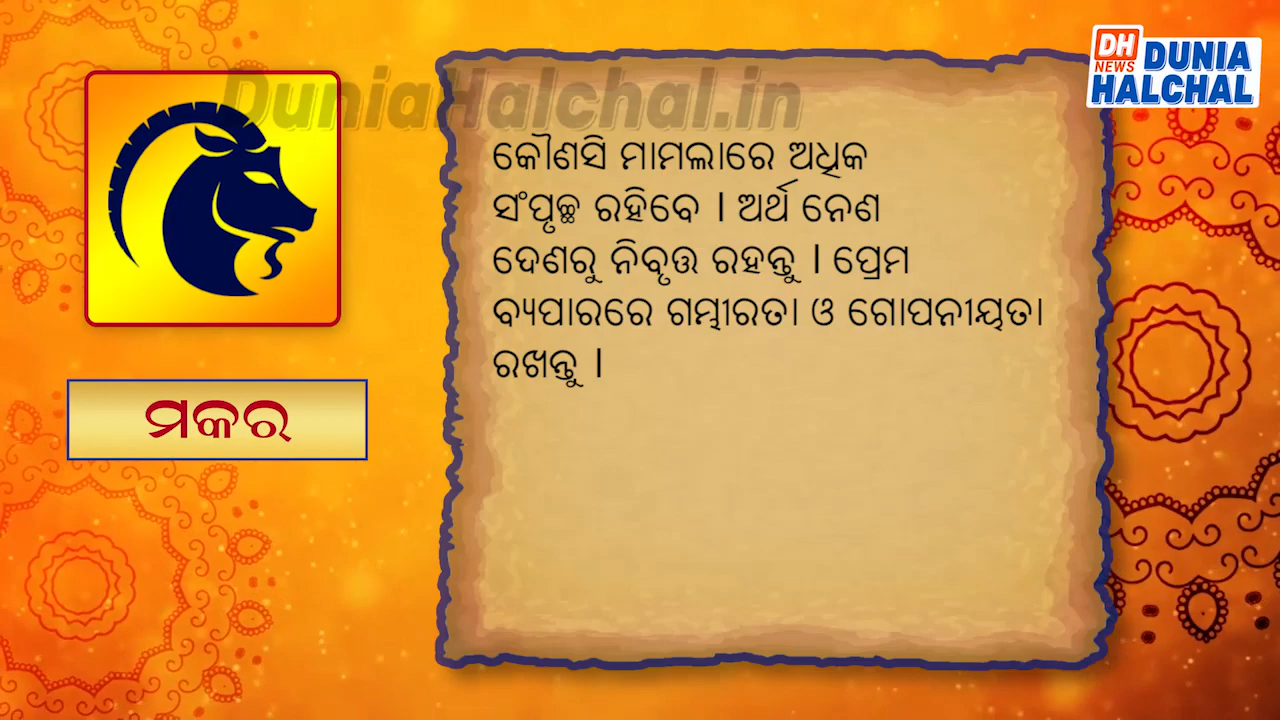 DuniaHalchal.in
DH
NEWS
DUNIA
HALCHAL
କୌଣସି ମାମଲାରେ ଅଧିକ
ସଂପୃଚ୍ଛ ରହିବେ । ଅର୍ଥ ନେଣ
ଦେଣରୁ ନିବୃତ୍ତ ରହନ୍ତୁ । ପ୍ରେମ
ବ୍ୟପାରରେ ଗମ୍ଭୀରତା ଓ ଗୋପନୀୟତା
ରଖନ୍ତୁ ।
ମକର